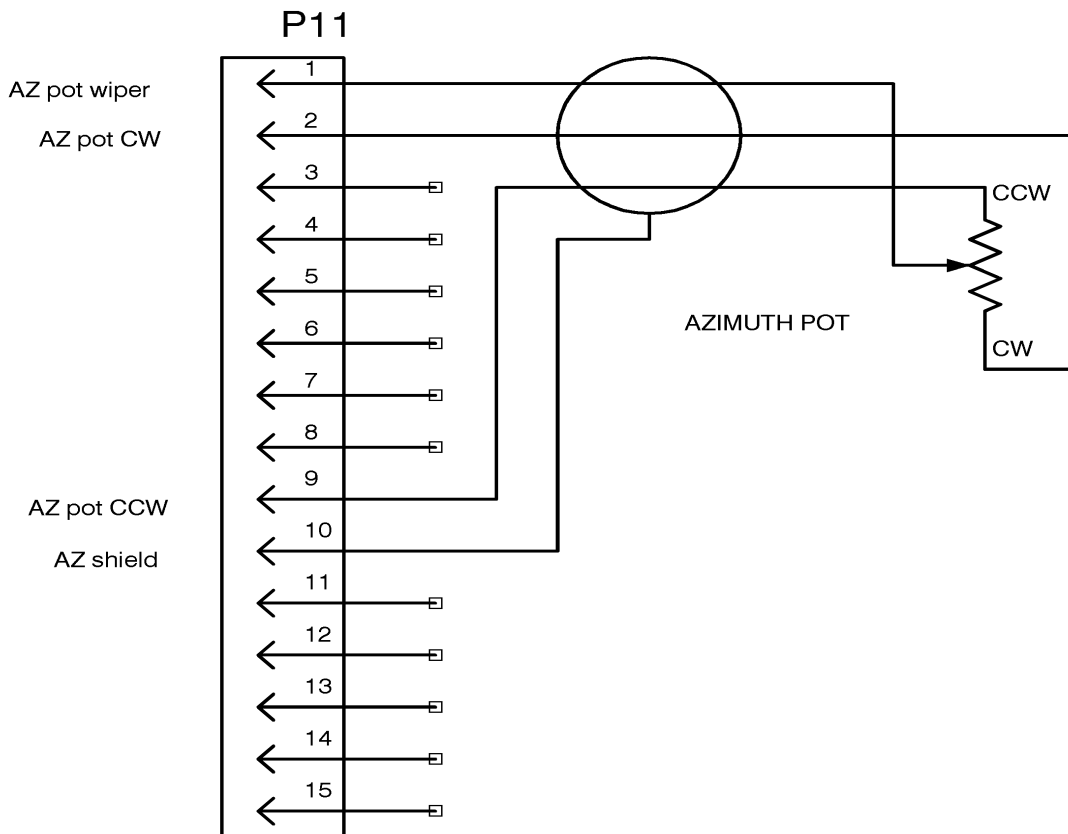 P11
1
AZ pot wiper
2
AZ pot CW
3
CCW
4
5
6
AZIMUTH POT
CW
7
8
9
AZ pot CCW
10
AZ shield
11
12
13
14
15